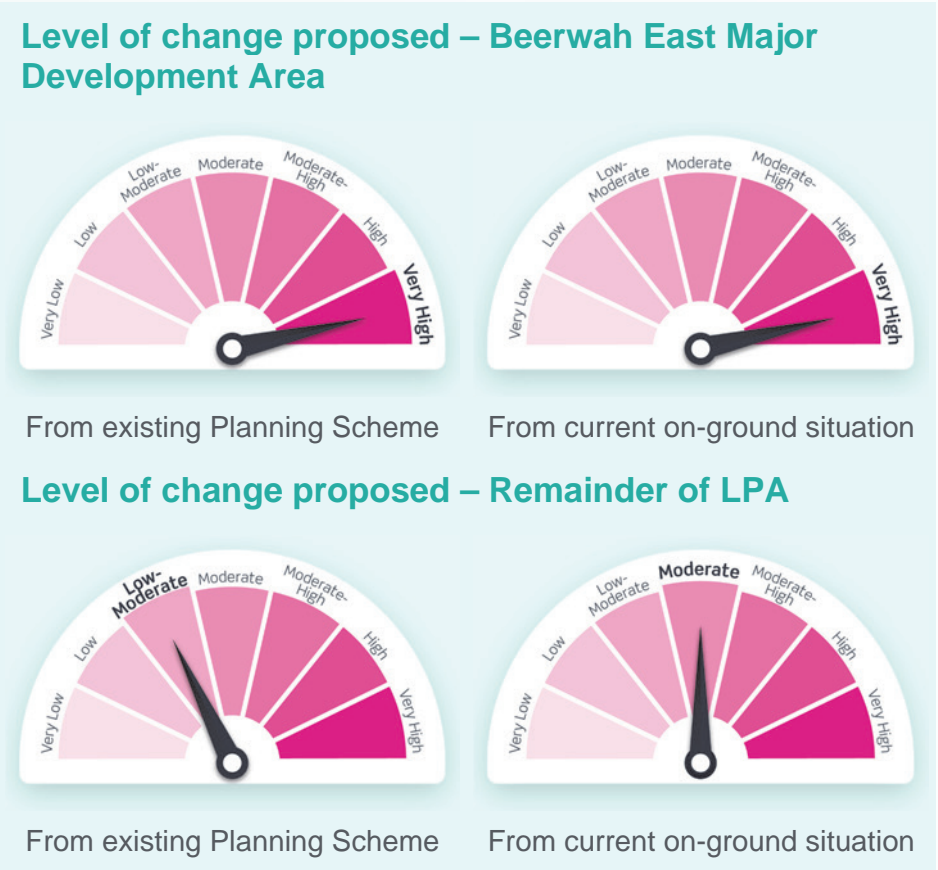 Level of change proposed – Beerwah East Major
Development Area
Very Low
Low
Low-
Moderate
Moderate
Moderate-
High
High
Very High
Very Low
Low
Low-
Moderate
Moderate
Moderate-
High
High
Very High
From existing Planning Scheme
From current on-ground situation
Level of change proposed – Remainder of LPA
Very Low
Low
Low-
Moderate
Moderate
Moderate-
High
High
Very High
Very Low
Low
Low-
Moderate
Moderate
Moderate-
High
High
Very High
From existing Planning Scheme
From current on-ground situation